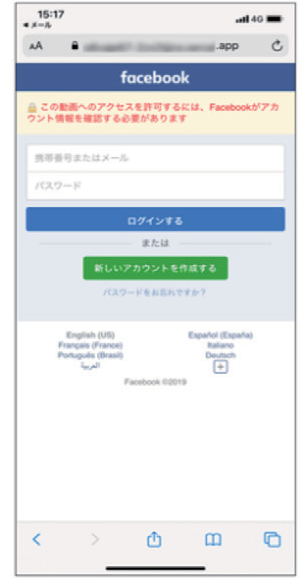 15:17
4G
◀ メール
AA
.app
facebook
この動画へのアクセスを許可するには、Facebookがアカ
ウント情報を確認する必要があります
携帯番号またはメール
パスワード
ログインする
または
新しいアカウントを作成する
パスワードをお忘れですか?
English (US)
Español (España)
Français (France)
Italiano
Português (Brasil)
Deutsch
العربية
Facebook ©2019